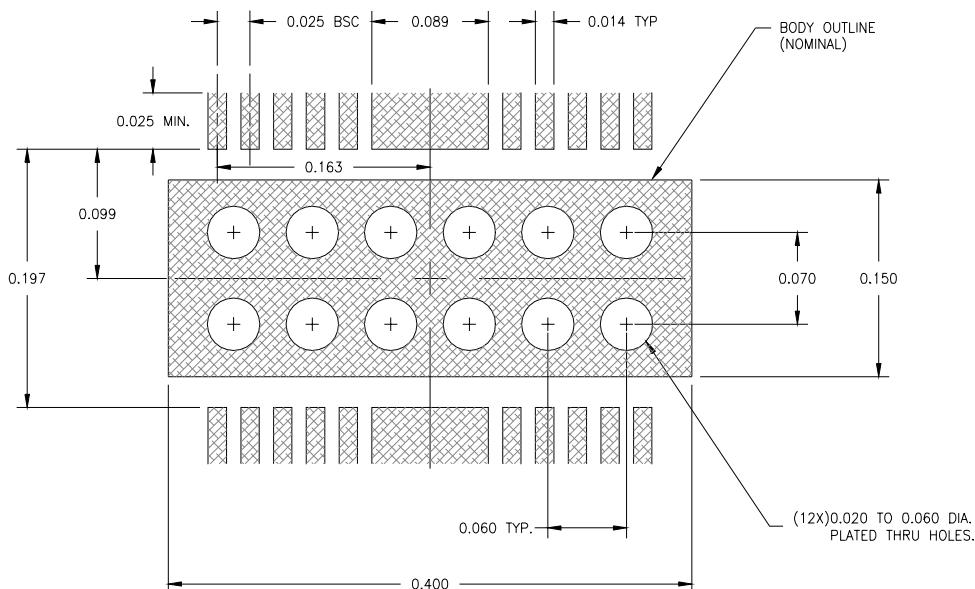 0.025 BSC
0.089
0.014 TYP
BODY OUTLINE
(NOMINAL)
0.025 MIN.
0.163
0.099
0.197
0.070
0.150
0.060 TYP.
(12X)0.020 TO 0.060 DIA.
PLATED THRU HOLES.
0.400